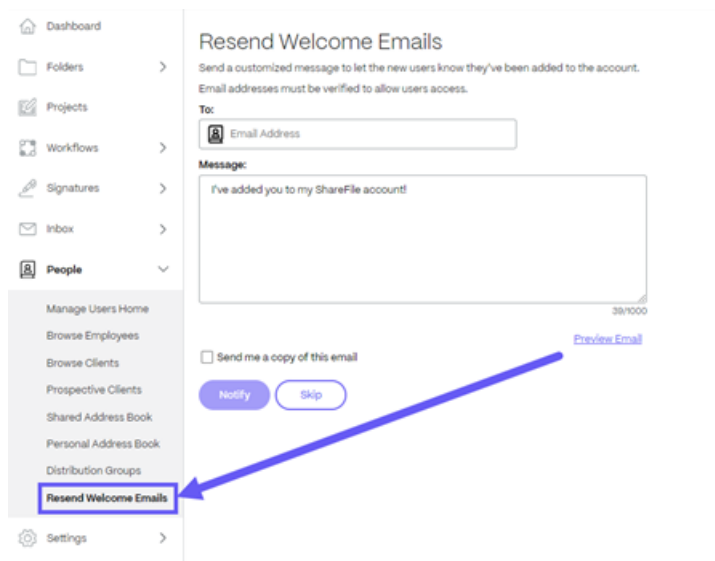 Dashboard
Folders
Projects
Workflows
Signatures
Inbox
People
Manage Users Home
Browse Employees
Browse Clients
Prospective Clients
Shared Address Book
Personal Address Book
Distribution Groups
Resend Welcome Emails
Settings
Resend Welcome Emails
Send a customized message to let the new users know they've been added to the account.
Email addresses must be verified to allow users access.
To:
Email Address
Message:
I've added you to my ShareFile account!
39/1000
Preview Email
Send me a copy of this email
Notify
Skip